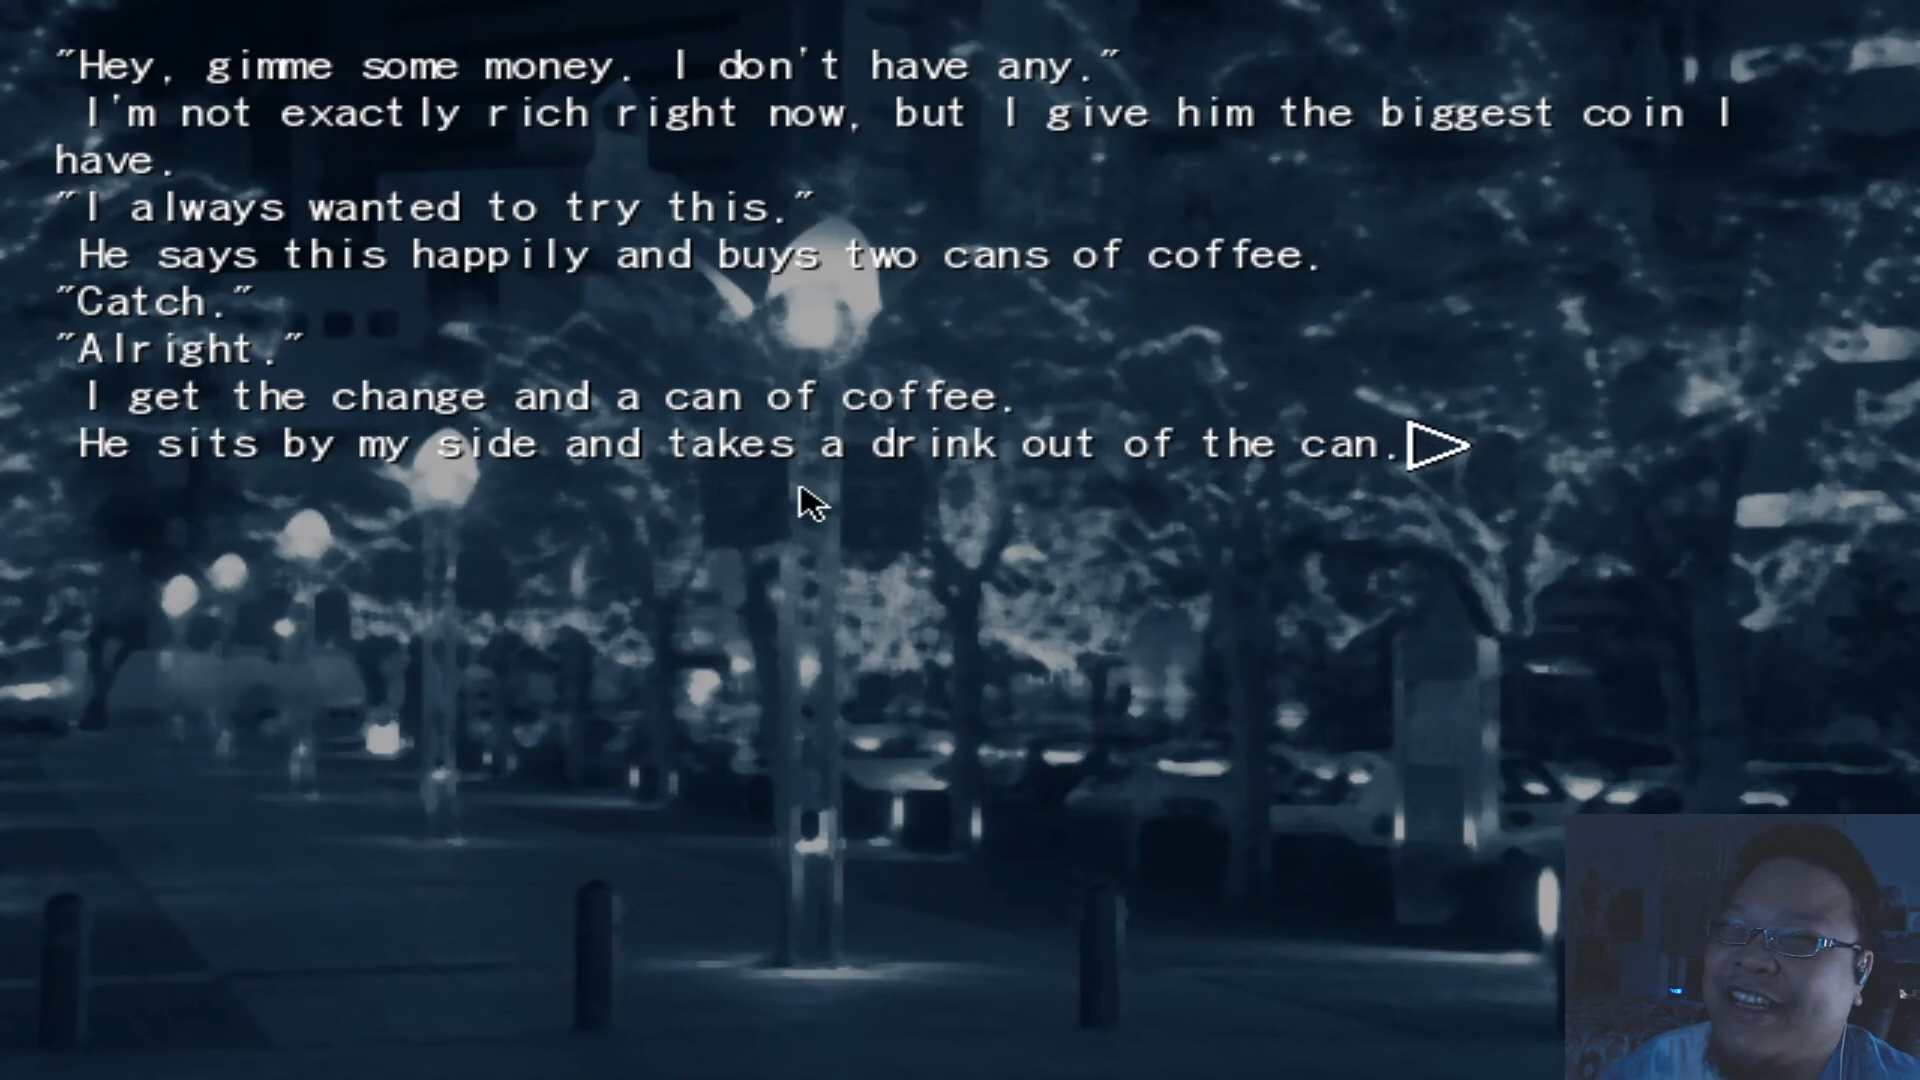 "Hey, gimme some money. I don't have any."
I'm not exactly rich right now, but I give him the biggest coin I
have.
"I always wanted to try this."
He says this happily and buys two cans of coffee.
"Catch."
"Alright."
I get the change and a can of coffee.
He sits by my side and takes a drink out of the can.